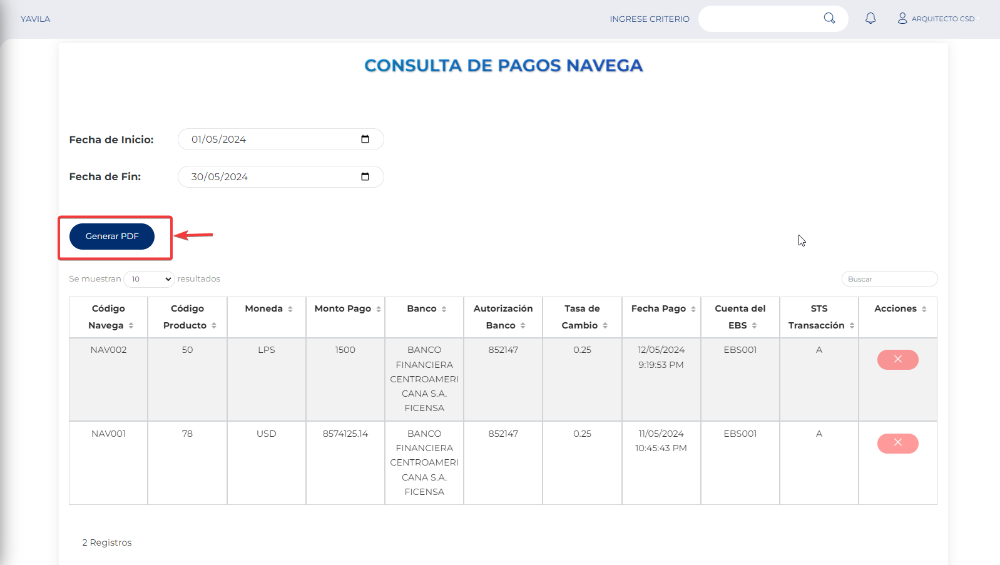 YAVILA
INGRESE CRITERIO
ARQUITECTO CSD
CONSULTA DE PAGOS NAVEGA
Fecha de Inicio: 01/05/2024
Fecha de Fin: 30/05/2024
Generar PDF
Se muestran 10 resultados
Buscar
Código Navega
Código Producto
Moneda
Monto Pago
Banco
Autorización Banco
Tasa de Cambio
Fecha Pago
Cuenta del EBS
STS Transacción
Acciones
NAV002
50
LPS
1500
BANCO
FINANCIERA
CENTROAMERI
CANA S.A.
FICENSA
852147
0.25
12/05/2024
9:19:53 PM
EBS001
A
NAV001
78
USD
8574125.14
BANCO
FINANCIERA
CENTROAMERI
CANA S.A.
FICENSA
852147
0.25
11/05/2024
10:45:43 PM
EBS001
A
2 Registros